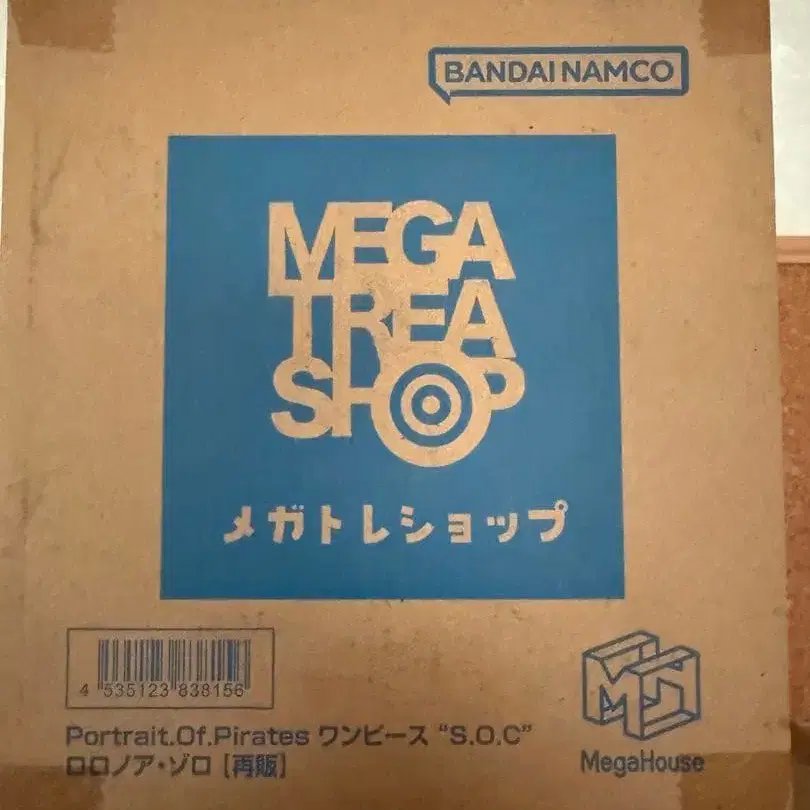 BANDAI NAMCO
MEGA
TREA
SHOP
メガトレショップ
4 535123 838156
Portrait.Of.Pirates ワンピース “S.O.C”
ロロノア・ゾロ【再販】
MH
MegaHouse